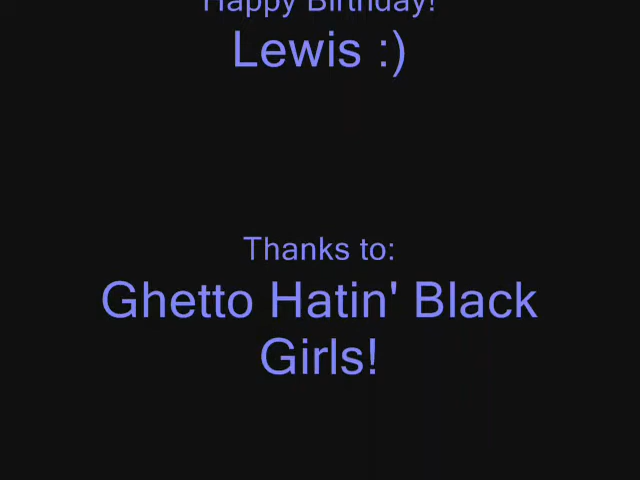 Happy Birthday!
Lewis :)
Thanks to:
Ghetto Hatin' Black
Girls!